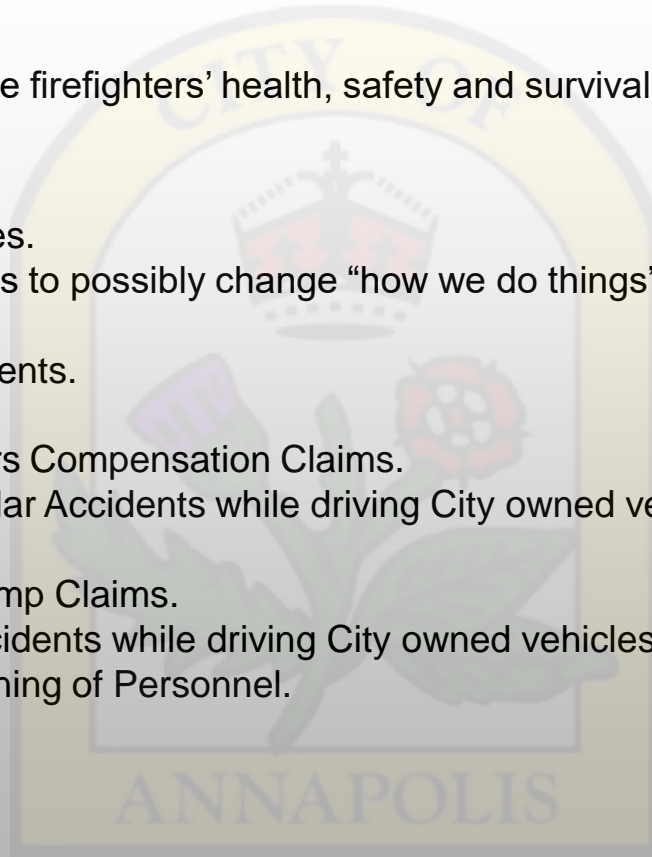 e firefighters’ health, safety and survival
es.
s to possibly change “how we do things”
ents.
rs Compensation Claims.
lar Accidents while driving City owned ve
mp Claims.
cidents while driving City owned vehicles
ning of Personnel.
CITY OF
ANNAPOLIS